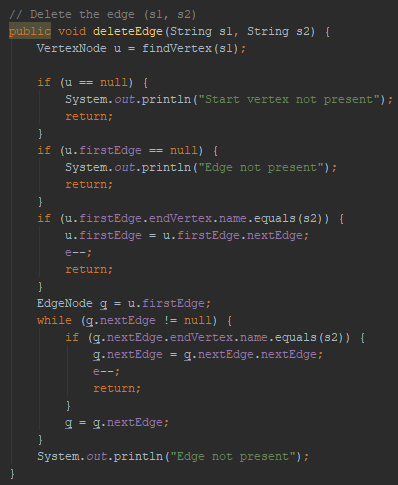 // Delete the edge (s1, s2)
public void deleteEdge(String s1, String s2) {
    VertexNode u = findVertex(s1);

    if (u == null) {
        System.out.println("Start vertex not present");
        return;
    }
    if (u.firstEdge == null) {
        System.out.println("Edge not present");
        return;
    }
    if (u.firstEdge.endVertex.name.equals(s2)) {
        u.firstEdge = u.firstEdge.nextEdge;
        e--;
        return;
    }
    EdgeNode q = u.firstEdge;
    while (q.nextEdge != null) {
        if (q.nextEdge.endVertex.name.equals(s2)) {
            q.nextEdge = q.nextEdge.nextEdge;
            e--;
            return;
        }
        q = q.nextEdge;
    }
    System.out.println("Edge not present");
}